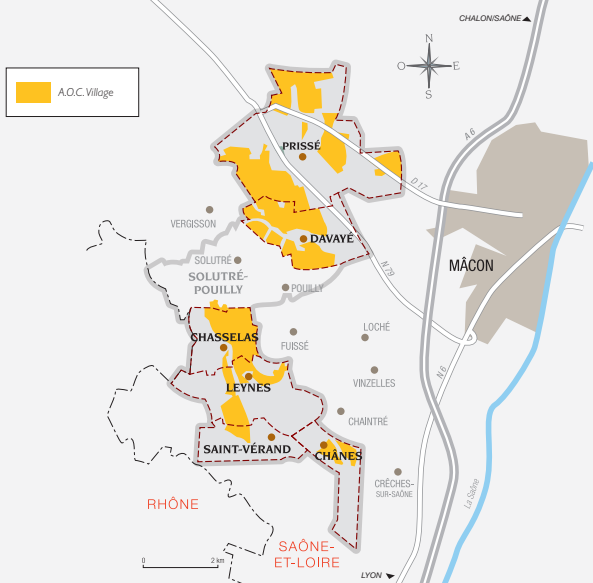 CHALON/SAÔNE
N
O
E
S
A.O.C. Village
A 6
PRISSÉ
D 17
VERGISSON
DAVAYÉ
SOLUTRÉ
N 79
MÂCON
SOLUTRÉ-
POUILLY
POUILLY
CHASSELAS
FUISSÉ
LOCHÉ
LEYNES
VINZELLES
N 6
CHAINTRÉ
SAINT-VÉRAND
CHÂNES
CRÊCHES-
SUR-SAÔNE
La Saône
RHÔNE
SAÔNE-
ET-LOIRE
0
2 km
LYON